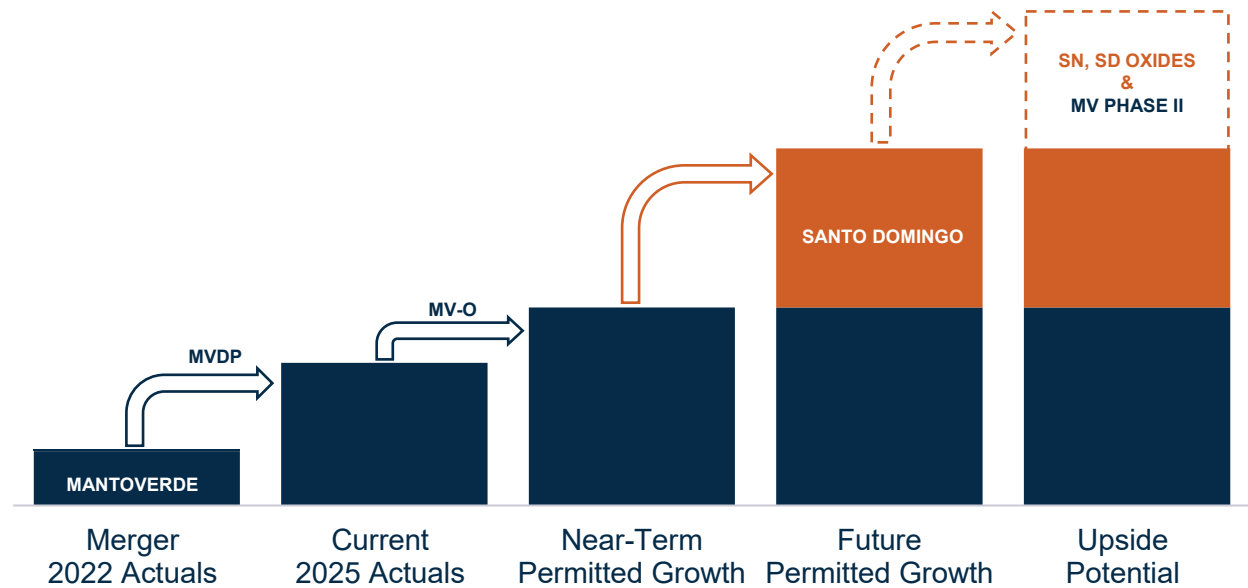 SN, SD OXIDES
&
MV PHASE II
SANTO DOMINGO
MV-O
MVDP
MANTOVERDE
Merger
2022 Actuals
Current
2025 Actuals
Near-Term
Permitted Growth
Future
Permitted Growth
Upside
Potential